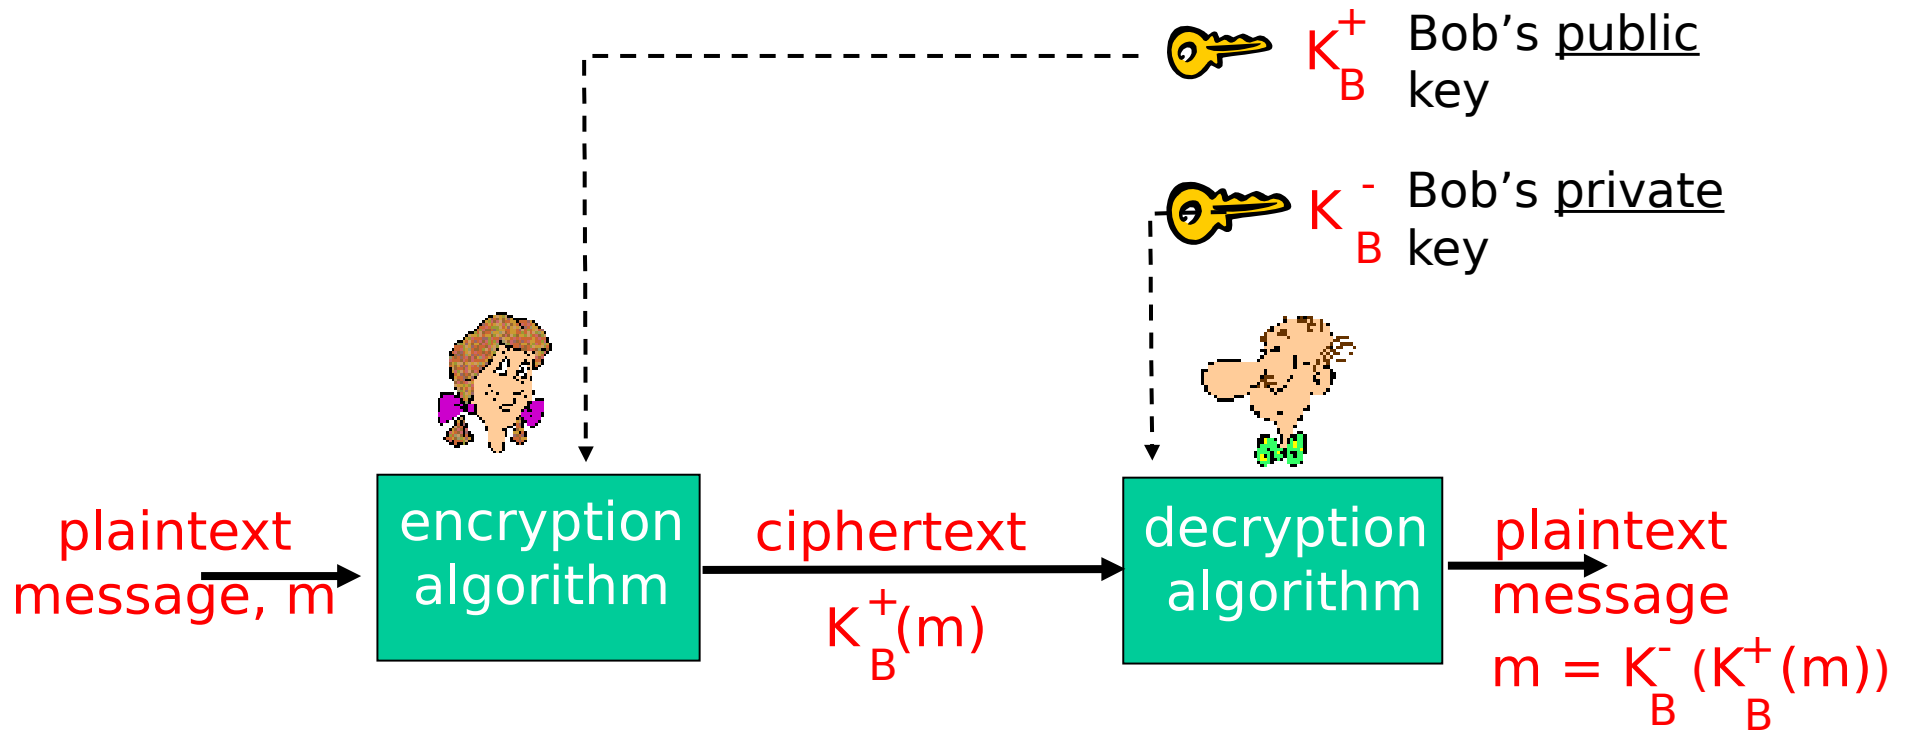 K+B Bob’s public
key
K-B Bob’s private
key
plaintext
message, m
encryption
algorithm
ciphertext
K+B(m)
decryption
algorithm
plaintext
message
m = K-B (K+B(m))